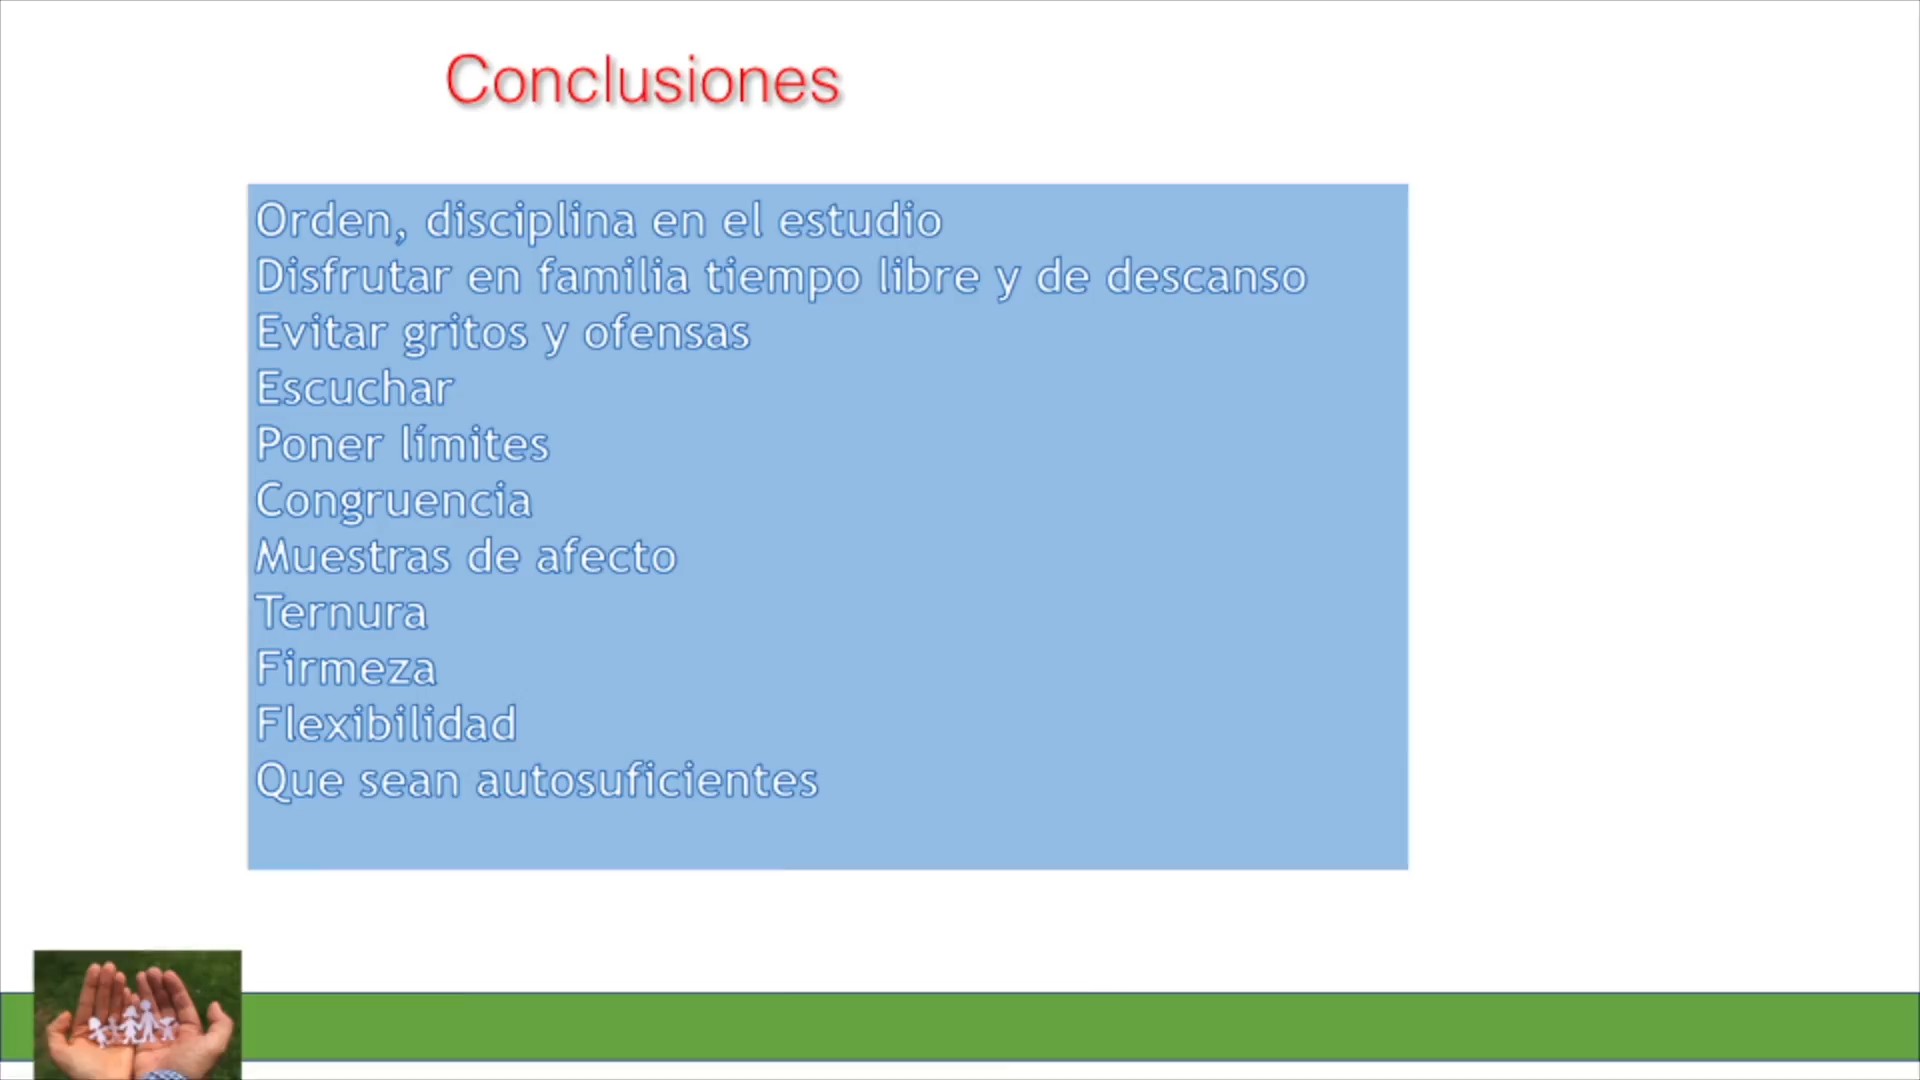 Conclusiones
Orden, disciplina en el estudio
Disfrutar en familia tiempo libre y de descanso
Evitar gritos y ofensas
Escuchar
Poner límites
Congruencia
Muestras de afecto
Ternura
Firmeza
Flexibilidad
Que sean autosuficientes